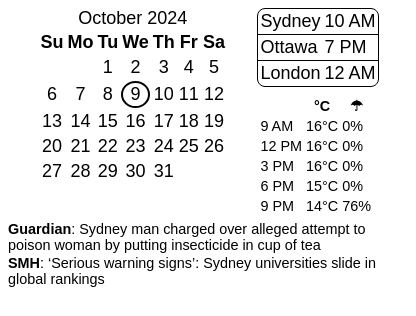 October 2024
Su Mo Tu We Th Fr Sa
1 2 3 4 5
6 7 8 9 10 11 12
13 14 15 16 17 18 19
20 21 22 23 24 25 26
27 28 29 30 31
Sydney 10 AM
Ottawa 7 PM
London 12 AM
°C ☂
9 AM 16°C 0%
12 PM 16°C 0%
3 PM 16°C 0%
6 PM 15°C 0%
9 PM 14°C 76%
Guardian: Sydney man charged over alleged attempt to
poison woman by putting insecticide in cup of tea
SMH: ‘Serious warning signs’: Sydney universities slide in
global rankings